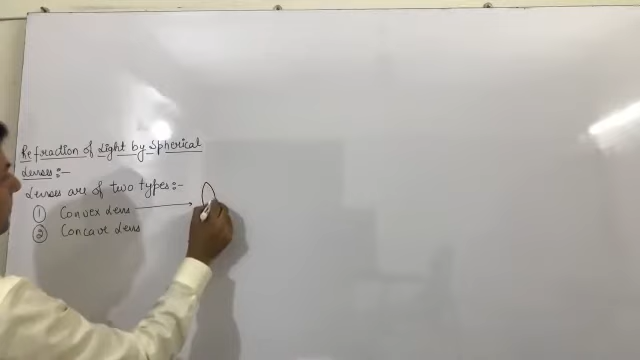 Refraction of Light by Spherical
Lenses:-
Lenses are of two types:-
① Convex Lens
② Concave Lens